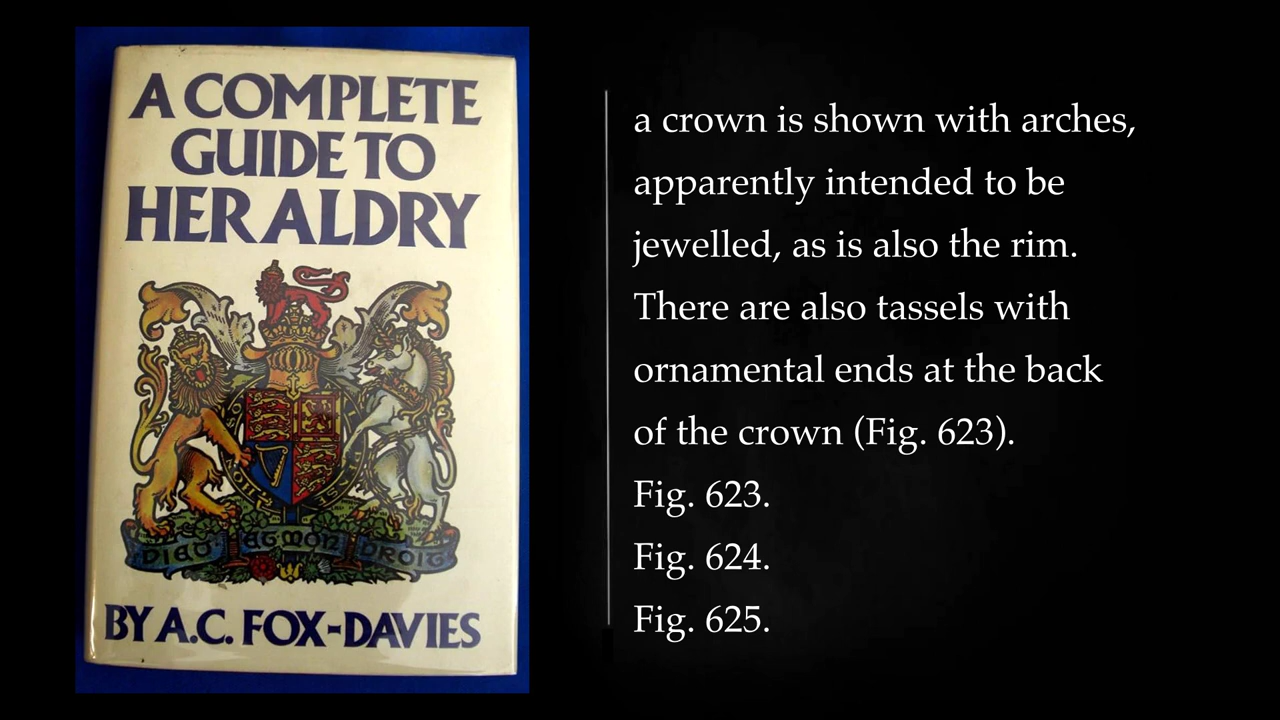 A COMPLETE
GUIDE TO
HERALDRY
DIEU ET MON DROIT
BY A.C. FOX-DAVIES
a crown is shown with arches,
apparently intended to be
jewelled, as is also the rim.
There are also tassels with
ornamental ends at the back
of the crown (Fig. 623).
Fig. 623.
Fig. 624.
Fig. 625.